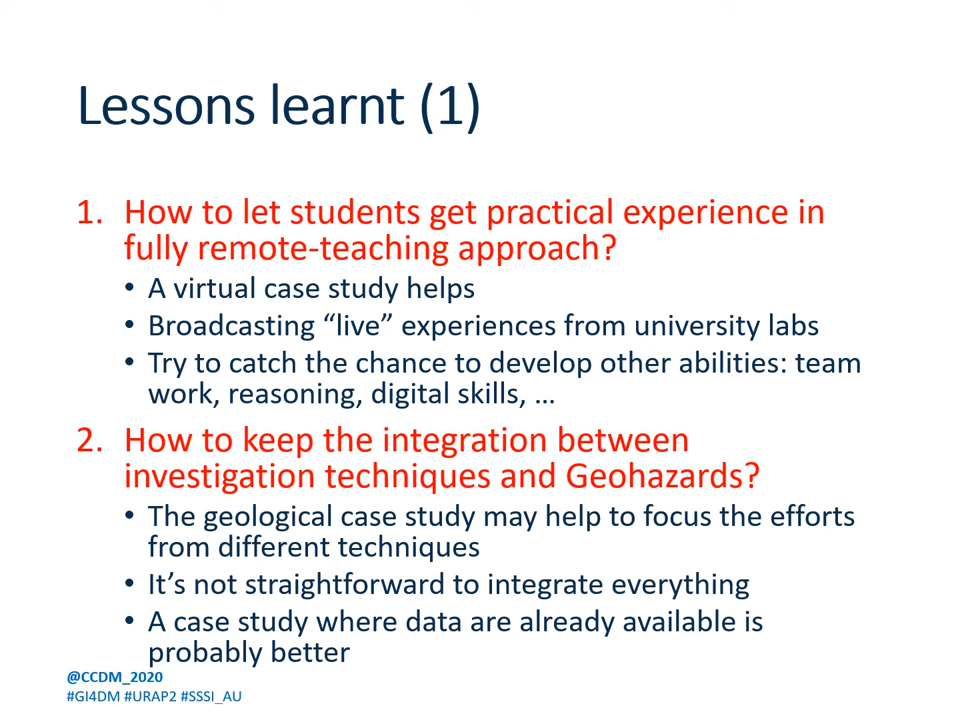 Lessons learnt (1)
1. How to let students get practical experience in
fully remote-teaching approach?
• A virtual case study helps
• Broadcasting “live” experiences from university labs
• Try to catch the chance to develop other abilities: team
work, reasoning, digital skills, …
2. How to keep the integration between
investigation techniques and Geohazards?
• The geological case study may help to focus the efforts
from different techniques
• It’s not straightforward to integrate everything
• A case study where data are already available is
probably better
@CCDM_2020
#GI4DM #URAP2 #SSSI_AU